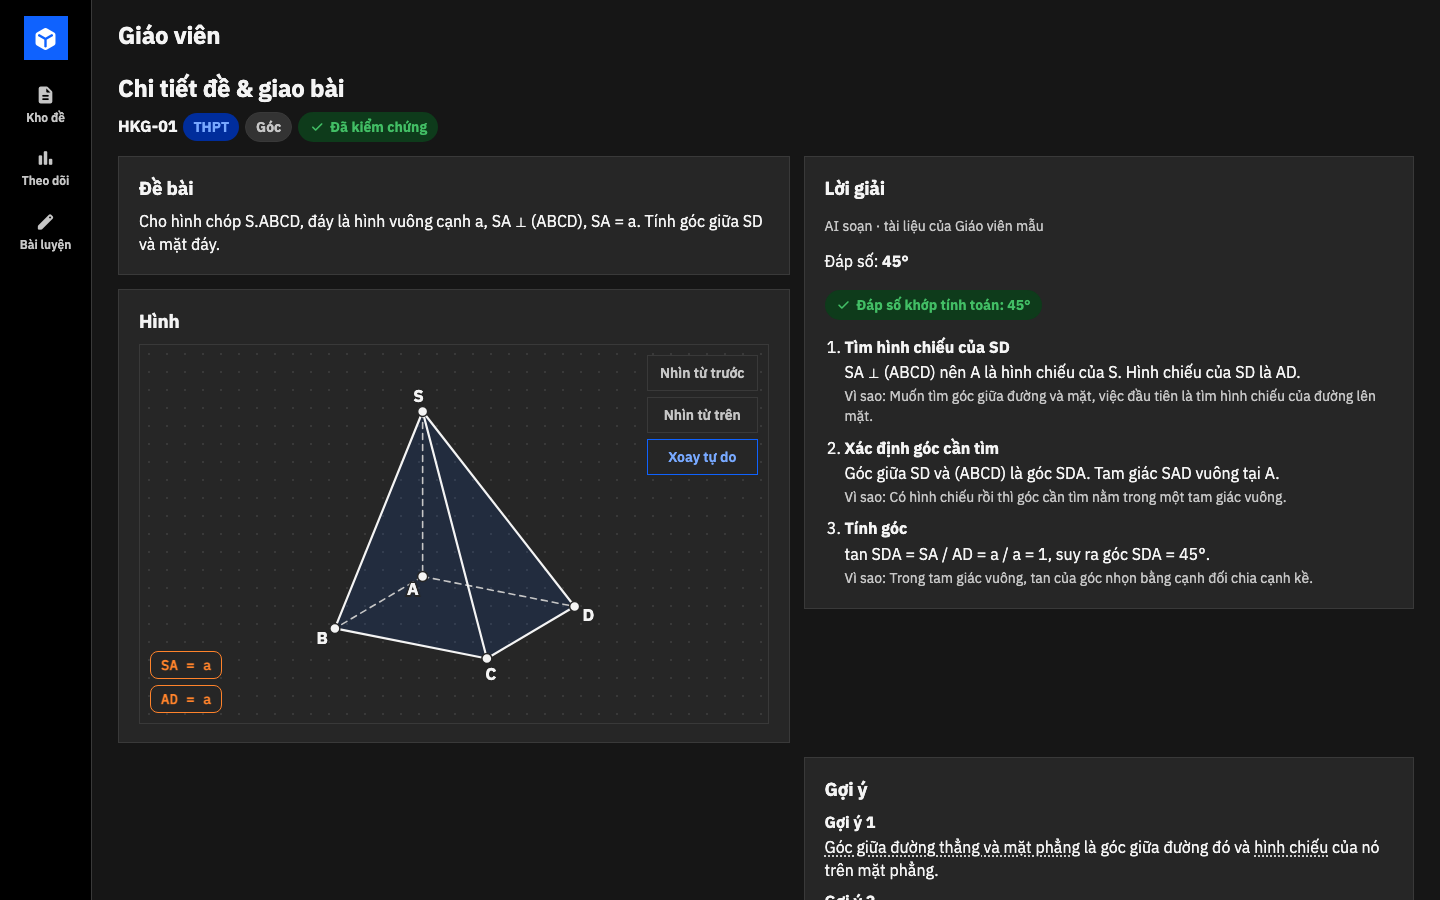 Giáo viên
Kho đề
Theo dõi
Bài luyện
Chi tiết đề & giao bài
HKG-01 THPT Góc Đã kiểm chứng
Đề bài
Cho hình chóp S.ABCD, đáy là hình vuông cạnh a, SA ⊥ (ABCD), SA = a. Tính góc giữa SD
và mặt đáy.
Hình
Nhìn từ trước
Nhìn từ trên
Xoay tự do
S
A
B
C
D
SA = a
AD = a
Lời giải
AI soạn · tài liệu của Giáo viên mẫu
Đáp số: 45°
Đáp số khớp tính toán: 45°
1. Tìm hình chiếu của SD
SA ⊥ (ABCD) nên A là hình chiếu của S. Hình chiếu của SD là AD.
Vì sao: Muốn tìm góc giữa đường và mặt, việc đầu tiên là tìm hình chiếu của đường lên
mặt.
2. Xác định góc cần tìm
Góc giữa SD và (ABCD) là góc SDA. Tam giác SAD vuông tại A.
Vì sao: Có hình chiếu rồi thì góc cần tìm nằm trong một tam giác vuông.
3. Tính góc
tan SDA = SA / AD = a / a = 1, suy ra góc SDA = 45°.
Vì sao: Trong tam giác vuông, tan của góc nhọn bằng cạnh đối chia cạnh kề.
Gợi ý
Gợi ý 1
Góc giữa đường thẳng và mặt phẳng là góc giữa đường đó và hình chiếu của nó
trên mặt phẳng.
Gợi ý 2